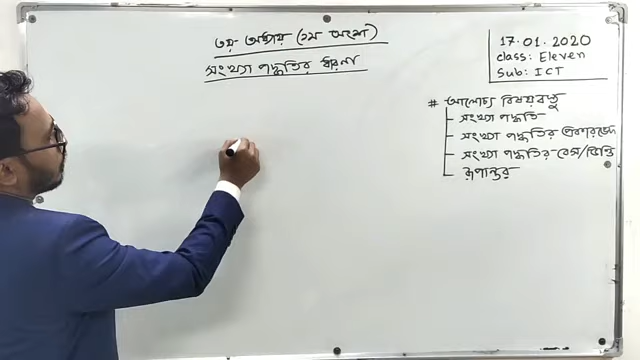 ৩য় অধ্যায় (১ম অংশ)
সংখ্যা পদ্ধতির ধারণা
17.01.2020
class: Eleven
Sub: ICT
# আলোচ্য বিষয়বস্তু
সংখ্যা পদ্ধতি
সংখ্যা পদ্ধতির প্রকারভেদ
সংখ্যা পদ্ধতির বেস/ভিত্তি
রূপান্তর